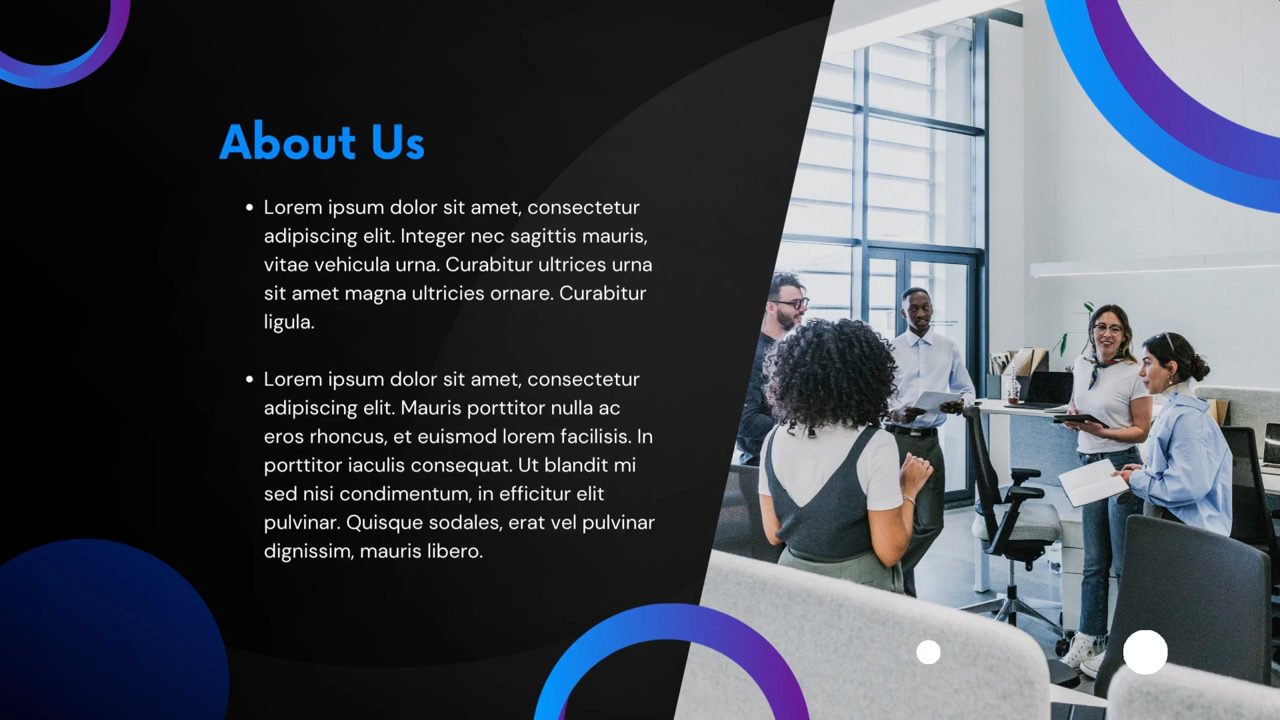 About Us
Lorem ipsum dolor sit amet, consectetur
adipiscing elit. Integer nec sagittis mauris,
vitae vehicula urna. Curabitur ultrices urna
sit amet magna ultricies ornare. Curabitur
ligula.
Lorem ipsum dolor sit amet, consectetur
adipiscing elit. Mauris porttitor nulla ac
eros rhoncus, et euismod lorem facilisis. In
porttitor iaculis consequat. Ut blandit mi
sed nisi condimentum, in efficitur elit
pulvinar. Quisque sodales, erat vel pulvinar
dignissim, mauris libero.